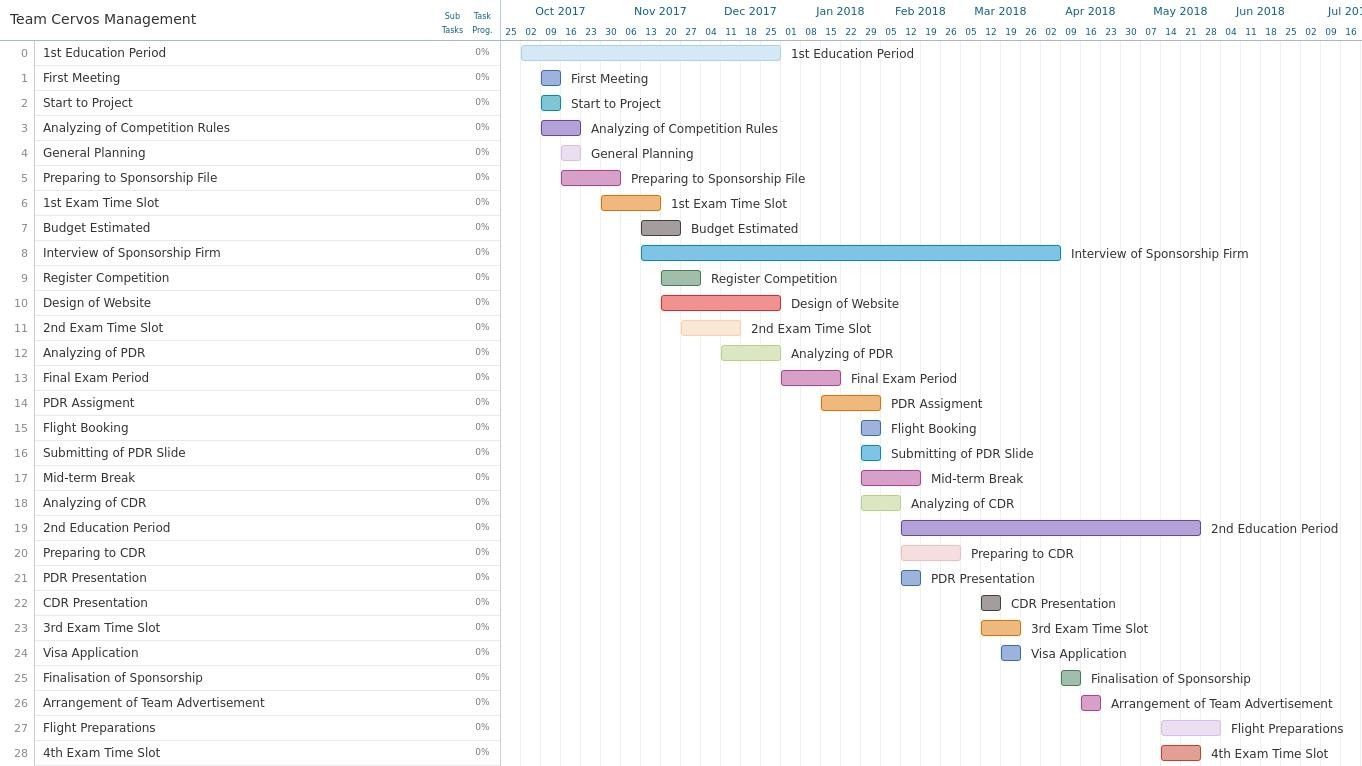 Team Cervos Management
Sub Tasks Task Prog.
Oct 2017 Nov 2017 Dec 2017 Jan 2018 Feb 2018 Mar 2018 Apr 2018 May 2018 Jun 2018 Jul 201
25 02 09 16 23 30 06 13 20 27 04 11 18 25 01 08 15 22 29 05 12 19 26 05 12 19 26 02 09 16 23 30 07 14 21 28 04 11 18 25 02 09 16
0 1st Education Period 0% 1st Education Period
1 First Meeting 0% First Meeting
2 Start to Project 0% Start to Project
3 Analyzing of Competition Rules 0% Analyzing of Competition Rules
4 General Planning 0% General Planning
5 Preparing to Sponsorship File 0% Preparing to Sponsorship File
6 1st Exam Time Slot 0% 1st Exam Time Slot
7 Budget Estimated 0% Budget Estimated
8 Interview of Sponsorship Firm 0% Interview of Sponsorship Firm
9 Register Competition 0% Register Competition
10 Design of Website 0% Design of Website
11 2nd Exam Time Slot 0% 2nd Exam Time Slot
12 Analyzing of PDR 0% Analyzing of PDR
13 Final Exam Period 0% Final Exam Period
14 PDR Assigment 0% PDR Assigment
15 Flight Booking 0% Flight Booking
16 Submitting of PDR Slide 0% Submitting of PDR Slide
17 Mid-term Break 0% Mid-term Break
18 Analyzing of CDR 0% Analyzing of CDR
19 2nd Education Period 0% 2nd Education Period
20 Preparing to CDR 0% Preparing to CDR
21 PDR Presentation 0% PDR Presentation
22 CDR Presentation 0% CDR Presentation
23 3rd Exam Time Slot 0% 3rd Exam Time Slot
24 Visa Application 0% Visa Application
25 Finalisation of Sponsorship 0% Finalisation of Sponsorship
26 Arrangement of Team Advertisement 0% Arrangement of Team Advertisement
27 Flight Preparations 0% Flight Preparations
28 4th Exam Time Slot 0% 4th Exam Time Slot